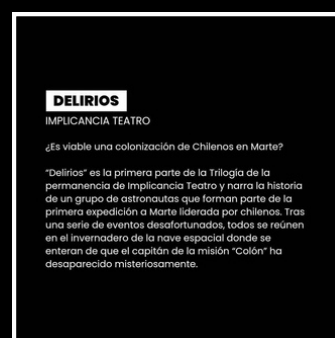 DELIRIOS
IMPLICANCIA TEATRO
¿Es viable una colonización de Chilenos en Marte?
"Delirios" es la primera parte de la Trilogía de la
permanencia de Implicancia Teatro y narra la historia
de un grupo de astronautas que forman parte de la
primera expedición a Marte liderada por chilenos. Tras
una serie de eventos desafortunados, todos se reúnen
en el invernadero de la nave espacial donde se
enteran de que el capitán de la misión "Colón" ha
desaparecido misteriosamente.